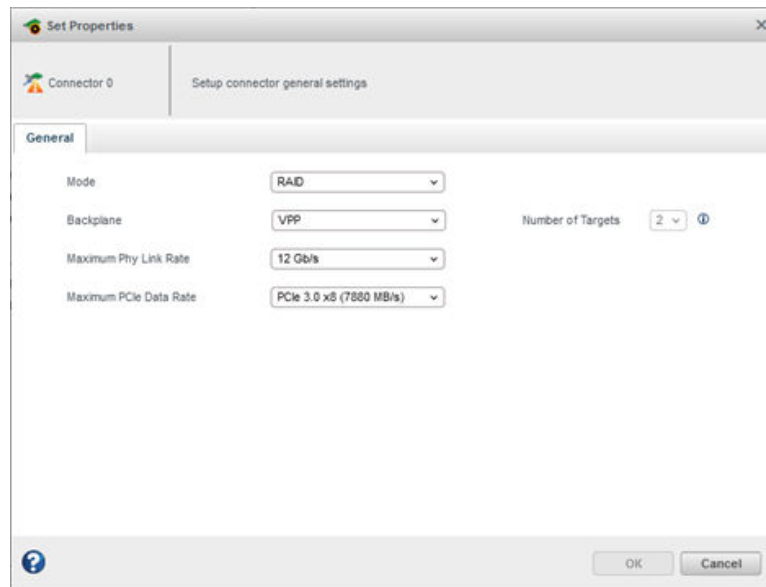 Set Properties
Connector 0
Setup connector general settings
General
Mode
RAID
Backplane
VPP
Number of Targets
2
Maximum Phy Link Rate
12 Gb/s
Maximum PCIe Data Rate
PCIe 3.0 x8 (7880 MB/s)
OK
Cancel